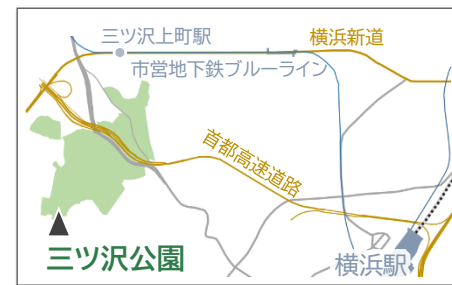 三ツ沢上町駅
横浜新道
市営地下鉄ブルーライン
首都高速道路
三ツ沢公園
横浜駅